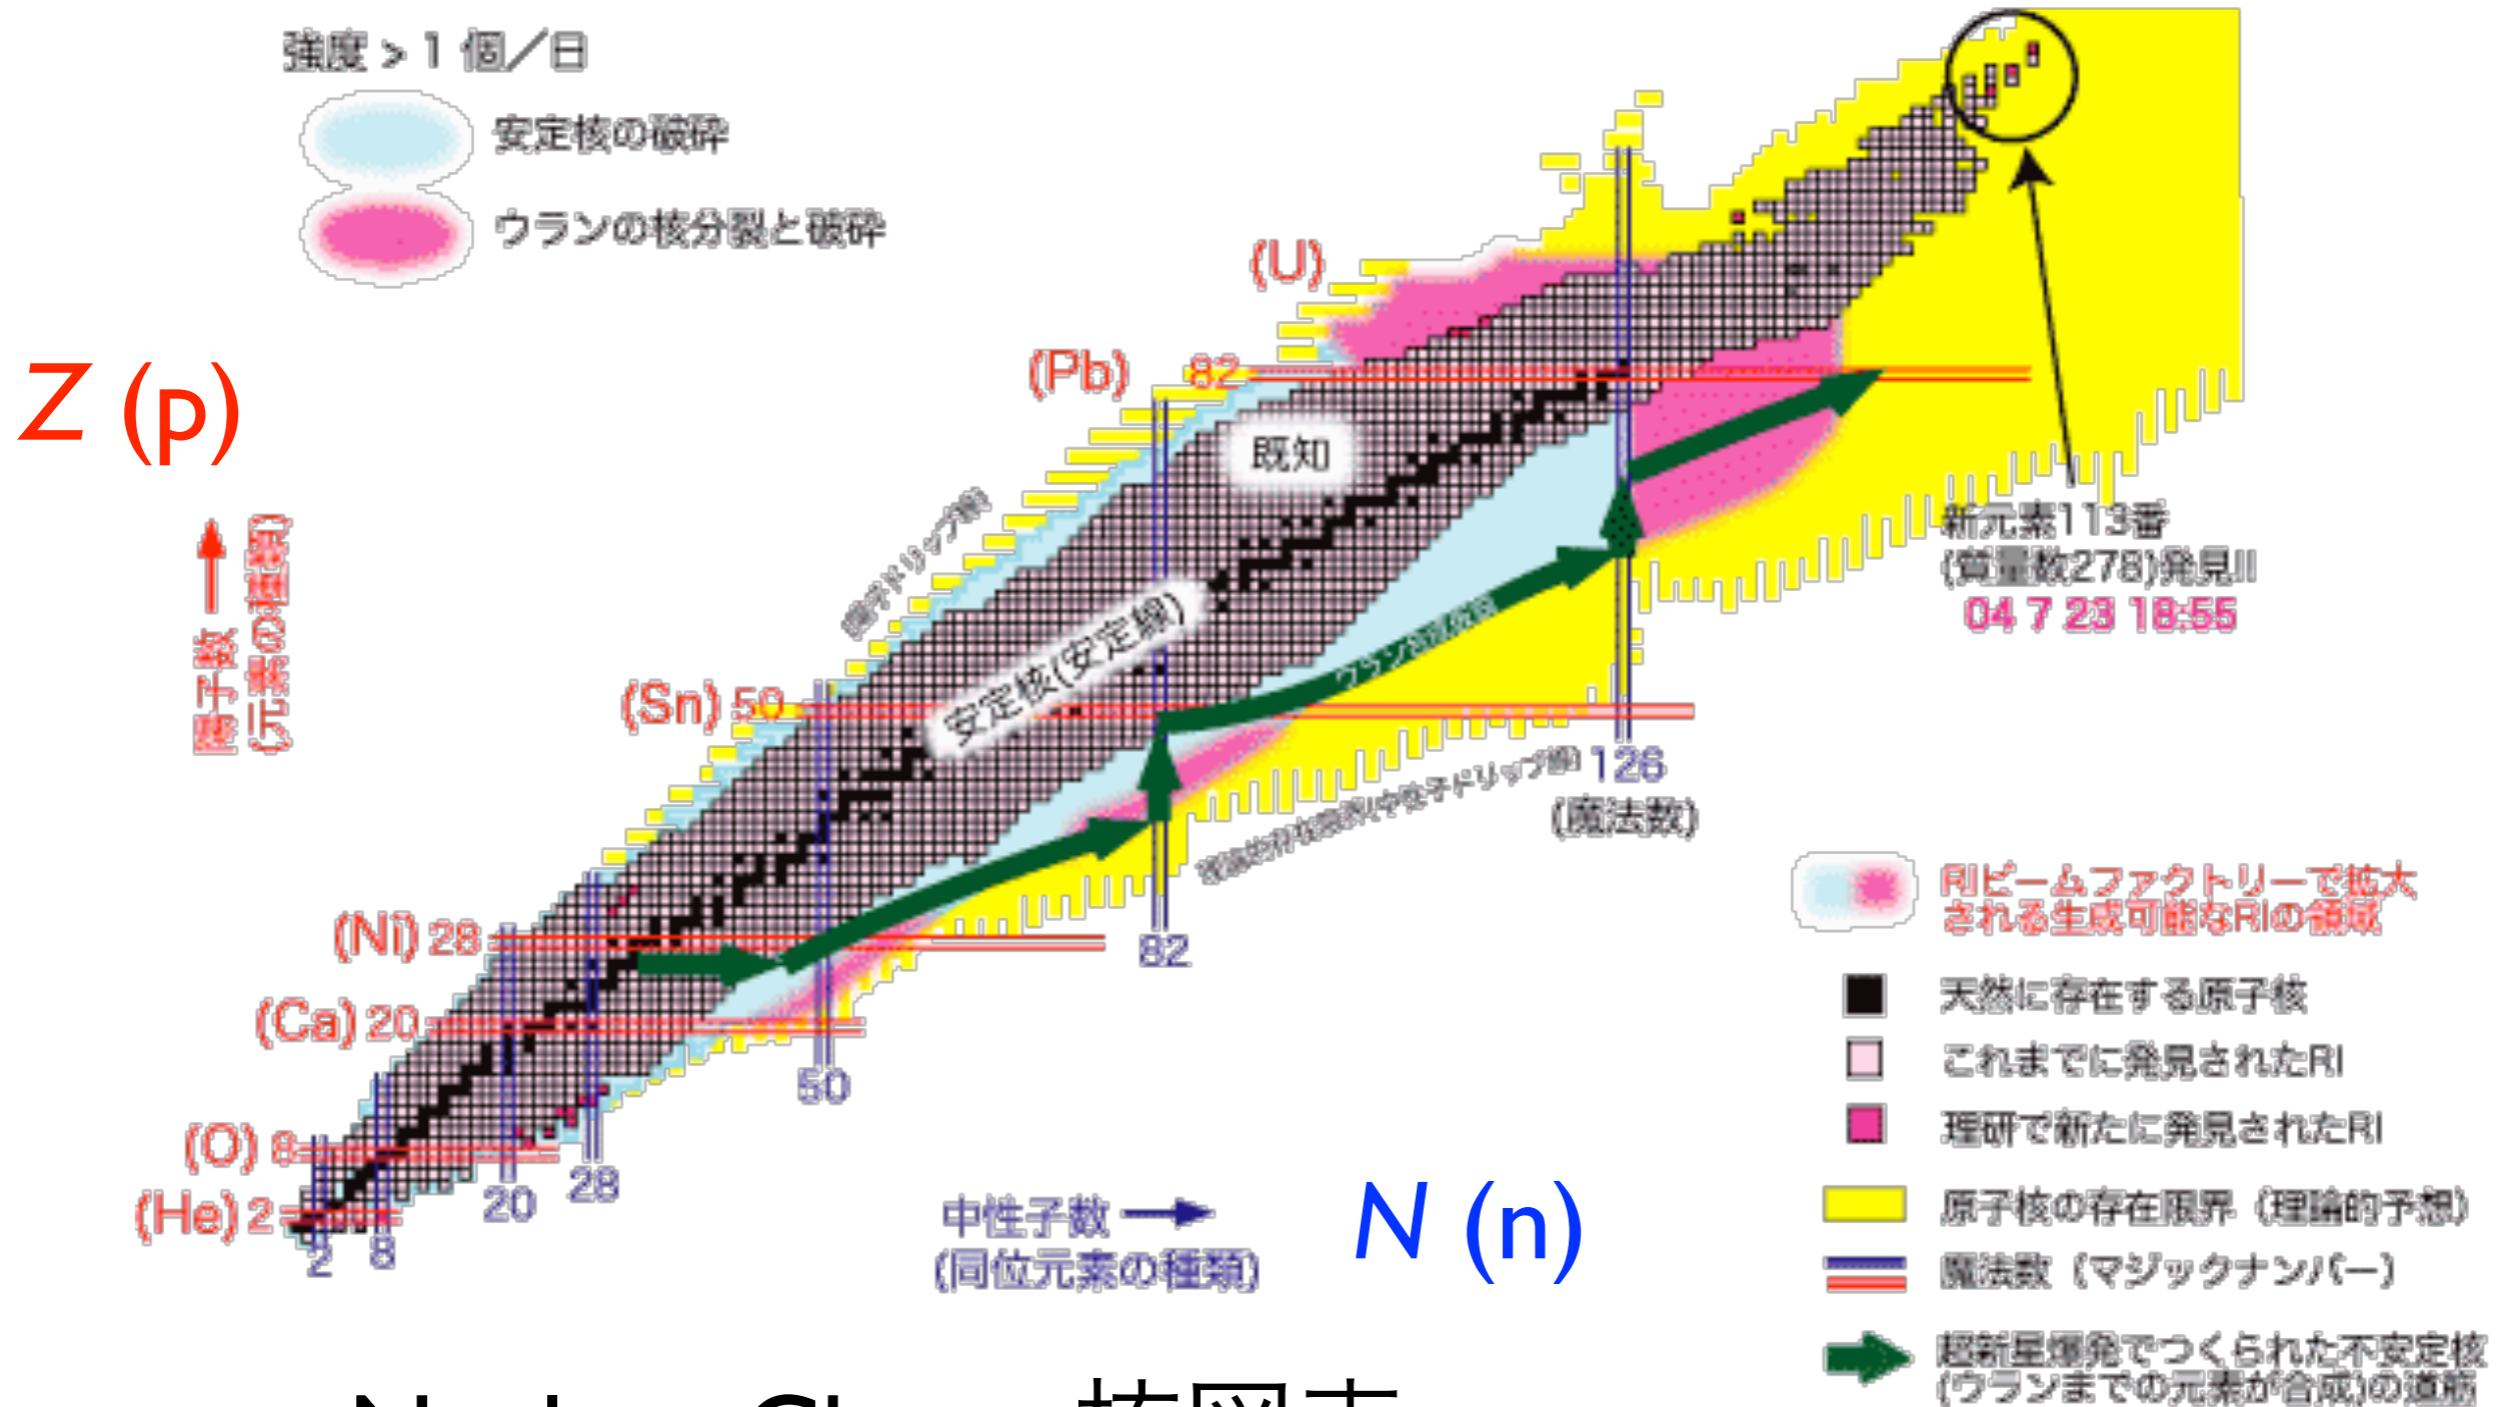 強度 > 1 個／日
安定核の破砕
ウランの核分裂と破砕
(U)
Z (p)
(Pb) 82
既知
陽子数
(元素の種類)
陽子ドリップ線
新元素113番
(質量数278)発見!!
04 7 23 18:55
安定核(安定線)
(Sn) 50
126
(魔法数)
82
(Ni) 28
(Ca) 20
50
(O) 8
(He) 2
2
8
20
28
中性子数
(同位元素の種類)
N (n)
RIビームファクトリーで拡大
される生成可能なRIの領域
天然に存在する原子核
これまでに発見されたRI
理研で新たに発見されたRI
原子核の存在限界（理論的予想）
魔法数（マジックナンバー）
超新星爆発でつくられた不安定核
(ウランまでの元素が合成)の道筋
核図表